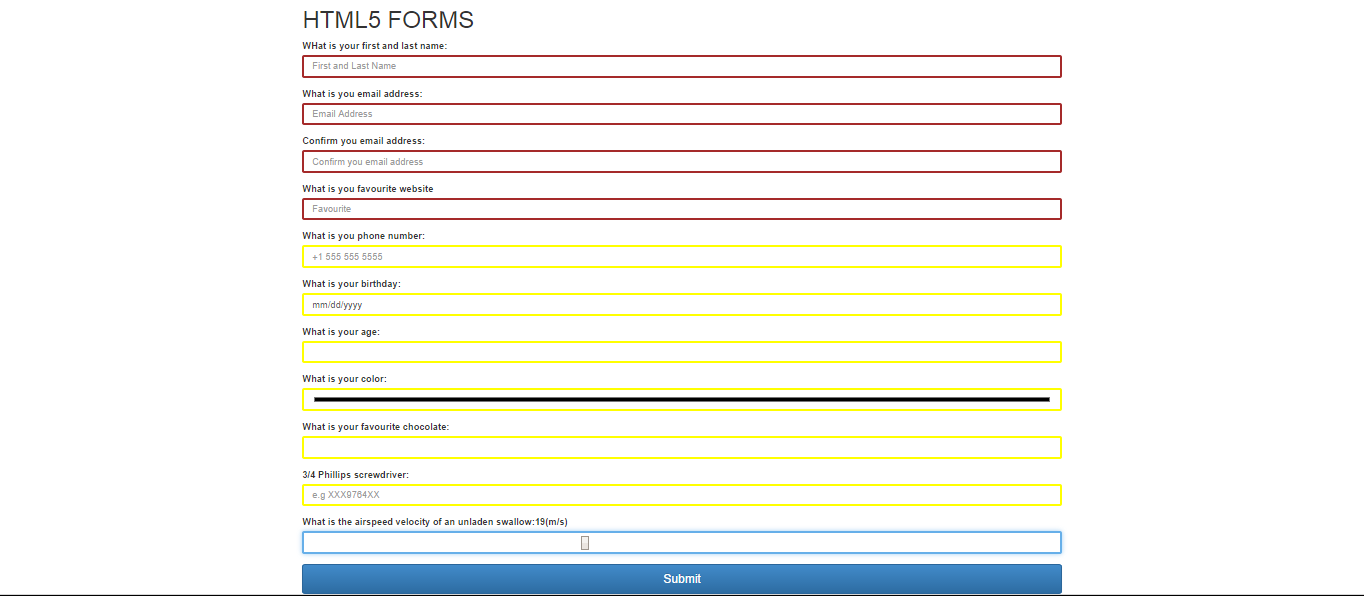 HTML5 FORMS
WHat is your first and last name:
First and Last Name
What is you email address:
Email Address
Confirm you email address:
Confirm you email address
What is you favourite website
Favourite
What is you phone number:
+1 555 555 5555
What is your birthday:
mm/dd/yyyy
What is your age:
What is your color:
What is your favourite chocolate:
3/4 Phillips screwdriver:
e.g XXX9764XX
What is the airspeed velocity of an unladen swallow:19(m/s)
Submit